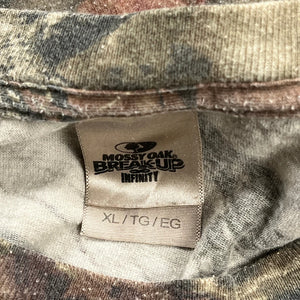 MOSSY OAK
BREAK-UP
INFINITY
XL / TG / EG